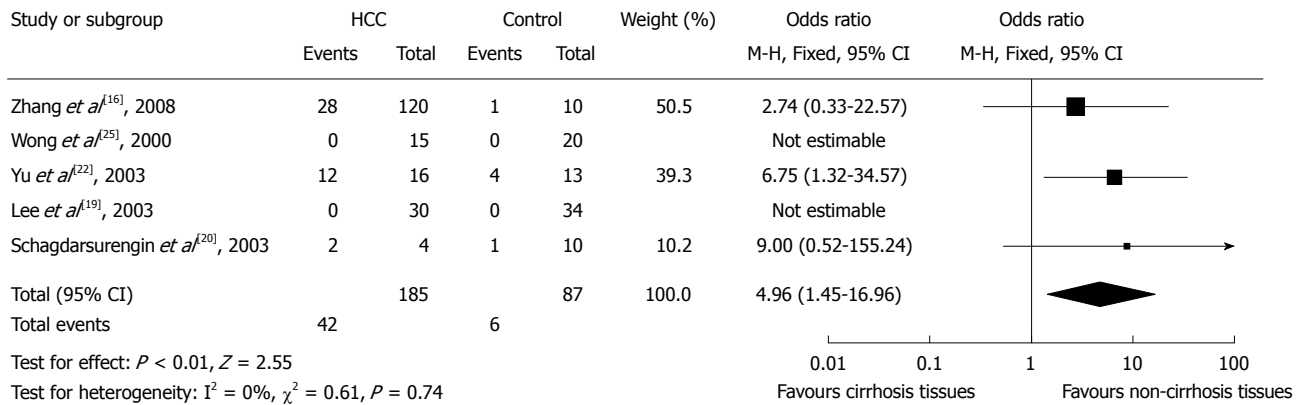 Study or subgroup HCC Control Weight (%) Odds ratio Odds ratio
Events Total Events Total M-H, Fixed, 95% CI M-H, Fixed, 95% CI
Zhang et al[16], 2008 28 120 1 10 50.5 2.74 (0.33-22.57)
Wong et al[25], 2000 0 15 0 20 Not estimable
Yu et al[22], 2003 12 16 4 13 39.3 6.75 (1.32-34.57)
Lee et al[19], 2003 0 30 0 34 Not estimable
Schagdarsurengin et al[20], 2003 2 4 1 10 10.2 9.00 (0.52-155.24)
Total (95% CI) 185 87 100.0 4.96 (1.45-16.96)
Total events 42 6
Test for effect: P < 0.01, Z = 2.55
Test for heterogeneity: I² = 0%, χ² = 0.61, P = 0.74
0.01 0.1 1 10 100
Favours cirrhosis tissues Favours non-cirrhosis tissues